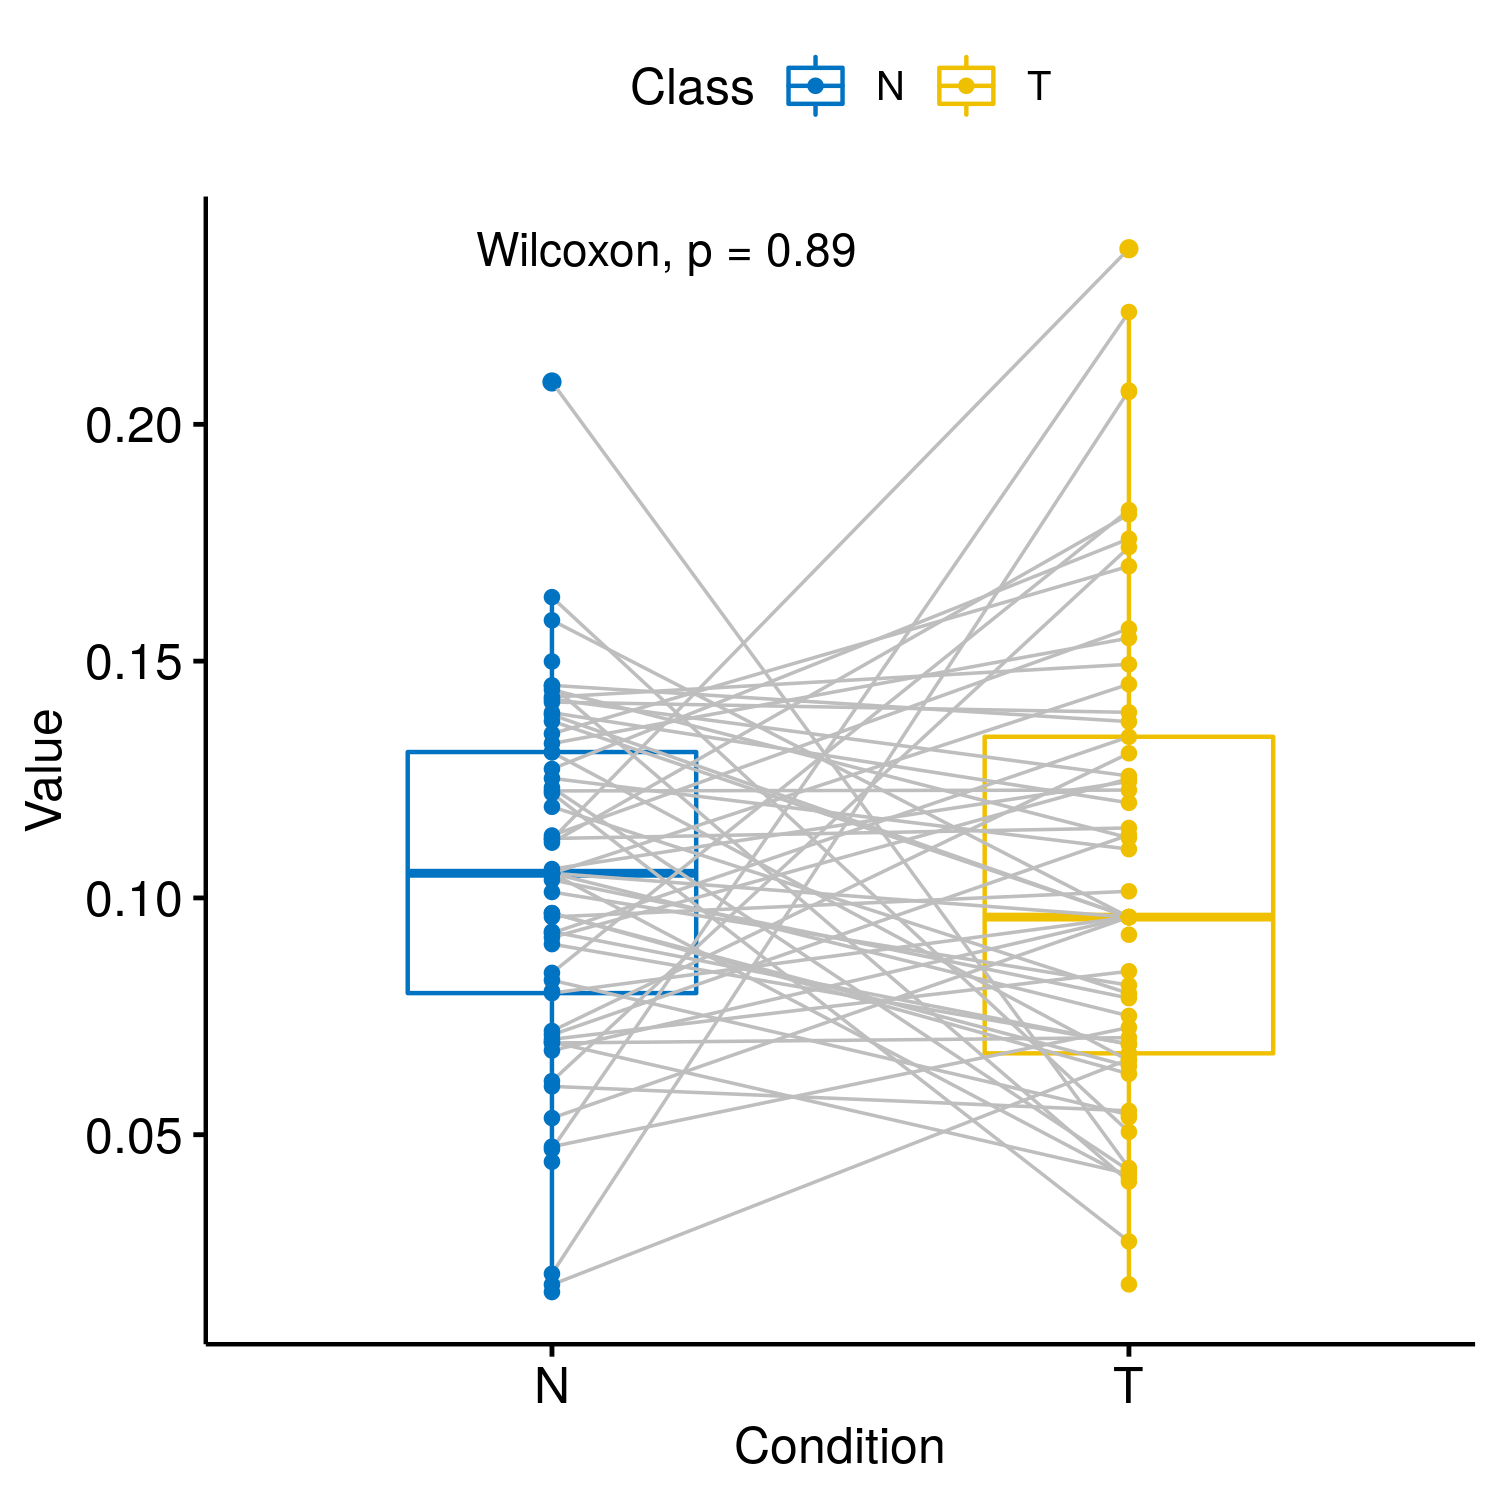 Class N T
Wilcoxon, p = 0.89
0.20
0.15
0.10
0.05
Value
N T
Condition